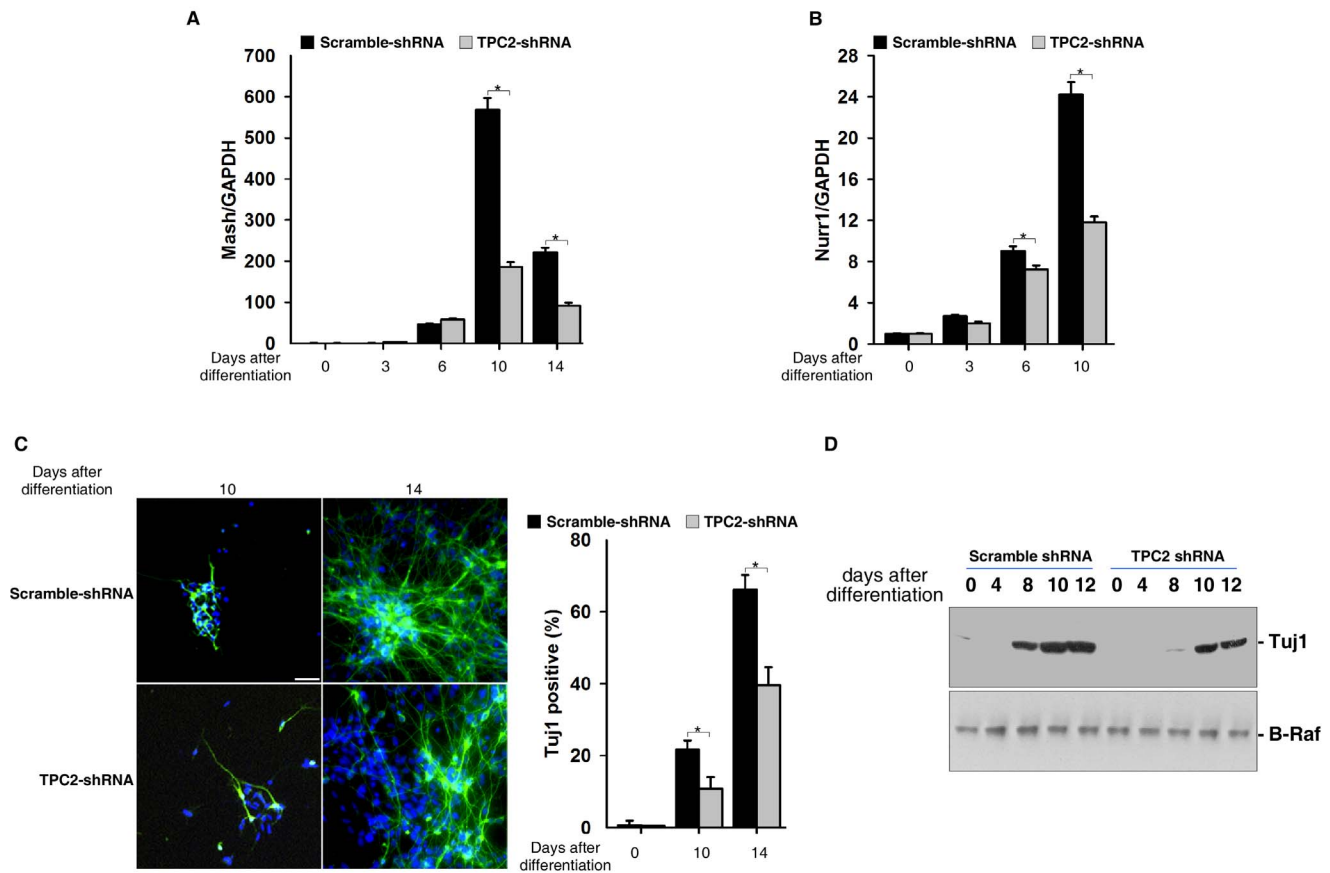 A
Scramble-shRNA TPC2-shRNA
700
600
500
400
300
200
100
0
Mash/GAPDH
* *
Days after
differentiation
0 3 6 10 14
B
Scramble-shRNA TPC2-shRNA
28
24
20
16
12
8
4
0
Nurr1/GAPDH
* *
Days after
differentiation
0 3 6 10
C
Days after
differentiation
10 14
Scramble-shRNA
TPC2-shRNA
Scramble-shRNA TPC2-shRNA
80
60
40
20
0
Tuj1 positive (%)
* *
Days after
differentiation
0 10 14
D
Scramble shRNA TPC2 shRNA
days after
differentiation
0 4 8 10 12 0 4 8 10 12
- Tuj1
- B-Raf